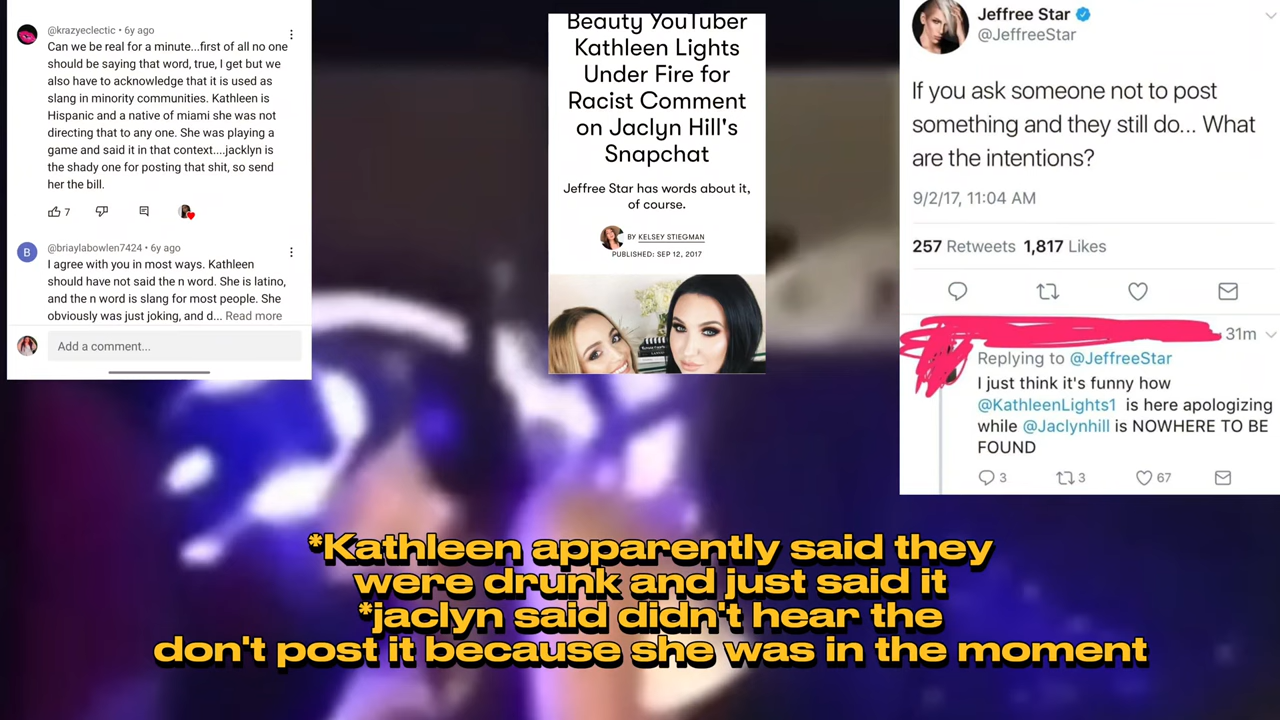 @krazyeclectic • 6y ago
Can we be real for a minute...first of all no one
should be saying that word, true, I get but we
also have to acknowledge that it is used as
slang in minority communities. Kathleen is
Hispanic and a native of miami she was not
directing that to any one. She was playing a
game and said it in that context....jacklyn is
the shady one for posting that shit, so send
her the bill.
7
B
@briaylabowlen7424 • 6y ago
I agree with you in most ways. Kathleen
should have not said the n word. She is latino,
and the n word is slang for most people. She
obviously was just joking, and d... Read more
Add a comment...
Beauty YouTuber
Kathleen Lights
Under Fire for
Racist Comment
on Jaclyn Hill's
Snapchat
Jeffree Star has words about it,
of course.
BY KELSEY STIEGMAN
PUBLISHED: SEP 12, 2017
Jeffree Star
@JeffreeStar
If you ask someone not to post
something and they still do... What
are the intentions?
9/2/17, 11:04 AM
257 Retweets 1,817 Likes
31m
Replying to @JeffreeStar
I just think it's funny how
@KathleenLights1 is here apologizing
while @Jaclynhill is NOWHERE TO BE
FOUND
3 3 67
*Kathleen apparently said they
were drunk and just said it
*jaclyn said didn't hear the
don't post it because she was in the moment